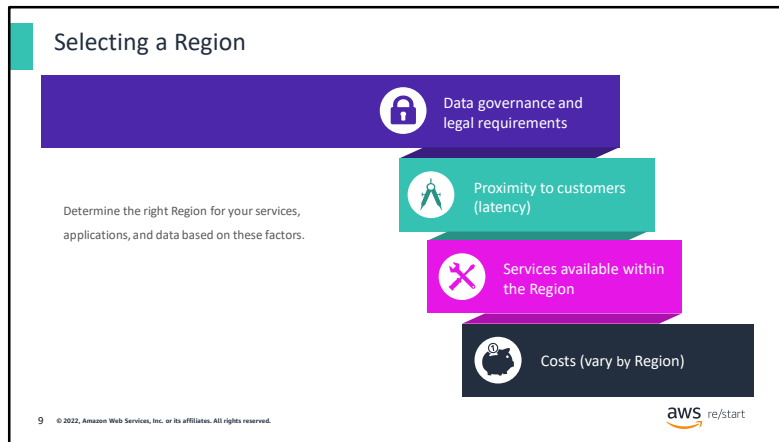 Selecting a Region
Data governance and
legal requirements
Proximity to customers
(latency)
Determine the right Region for your services,
applications, and data based on these factors.
Services available within
the Region
1
Costs (vary by Region)
9 © 2022, Amazon Web Services, Inc. or its affiliates. All rights reserved.
aws re/start